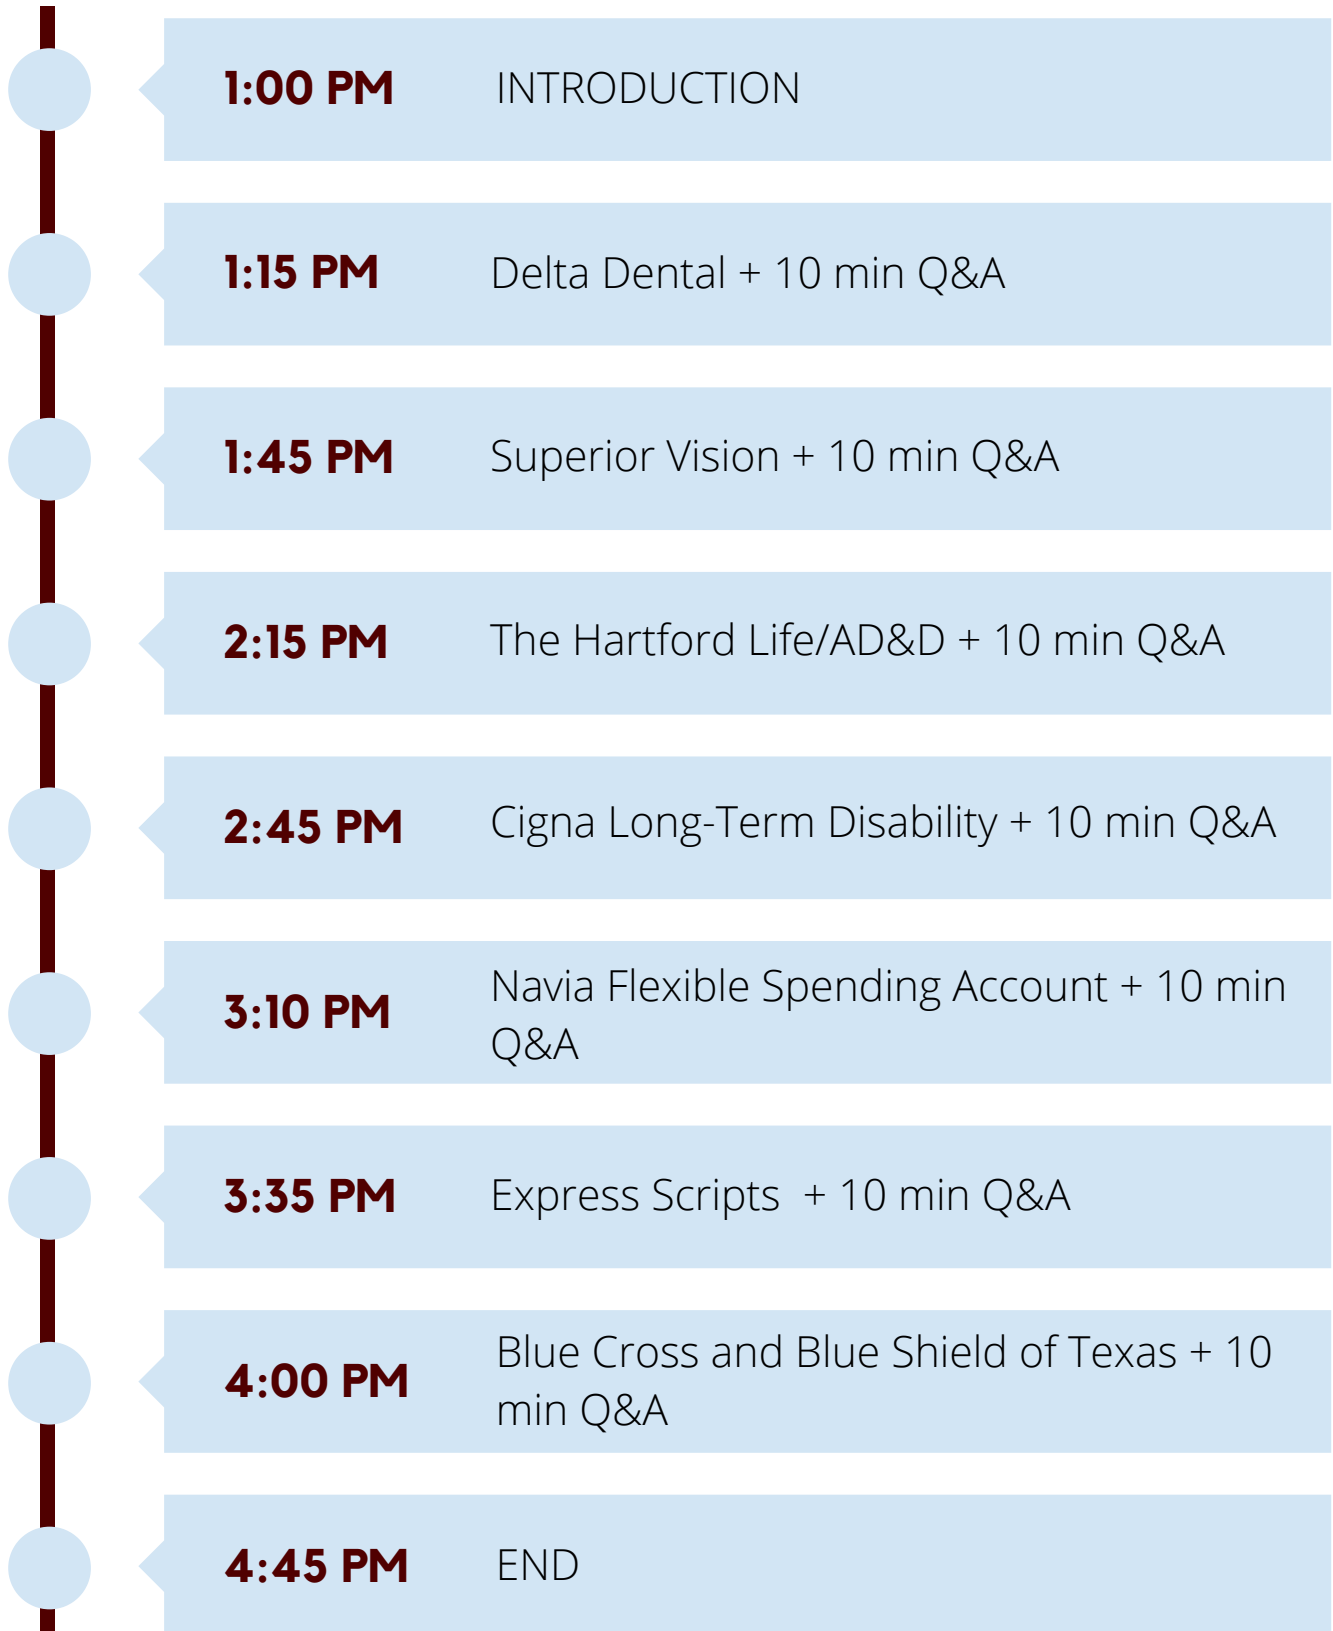 1:00 PM INTRODUCTION
1:15 PM Delta Dental + 10 min Q&A
1:45 PM Superior Vision + 10 min Q&A
2:15 PM The Hartford Life/AD&D + 10 min Q&A
2:45 PM Cigna Long-Term Disability + 10 min Q&A
3:10 PM Navia Flexible Spending Account + 10 min
Q&A
3:35 PM Express Scripts + 10 min Q&A
4:00 PM Blue Cross and Blue Shield of Texas + 10
min Q&A
4:45 PM END